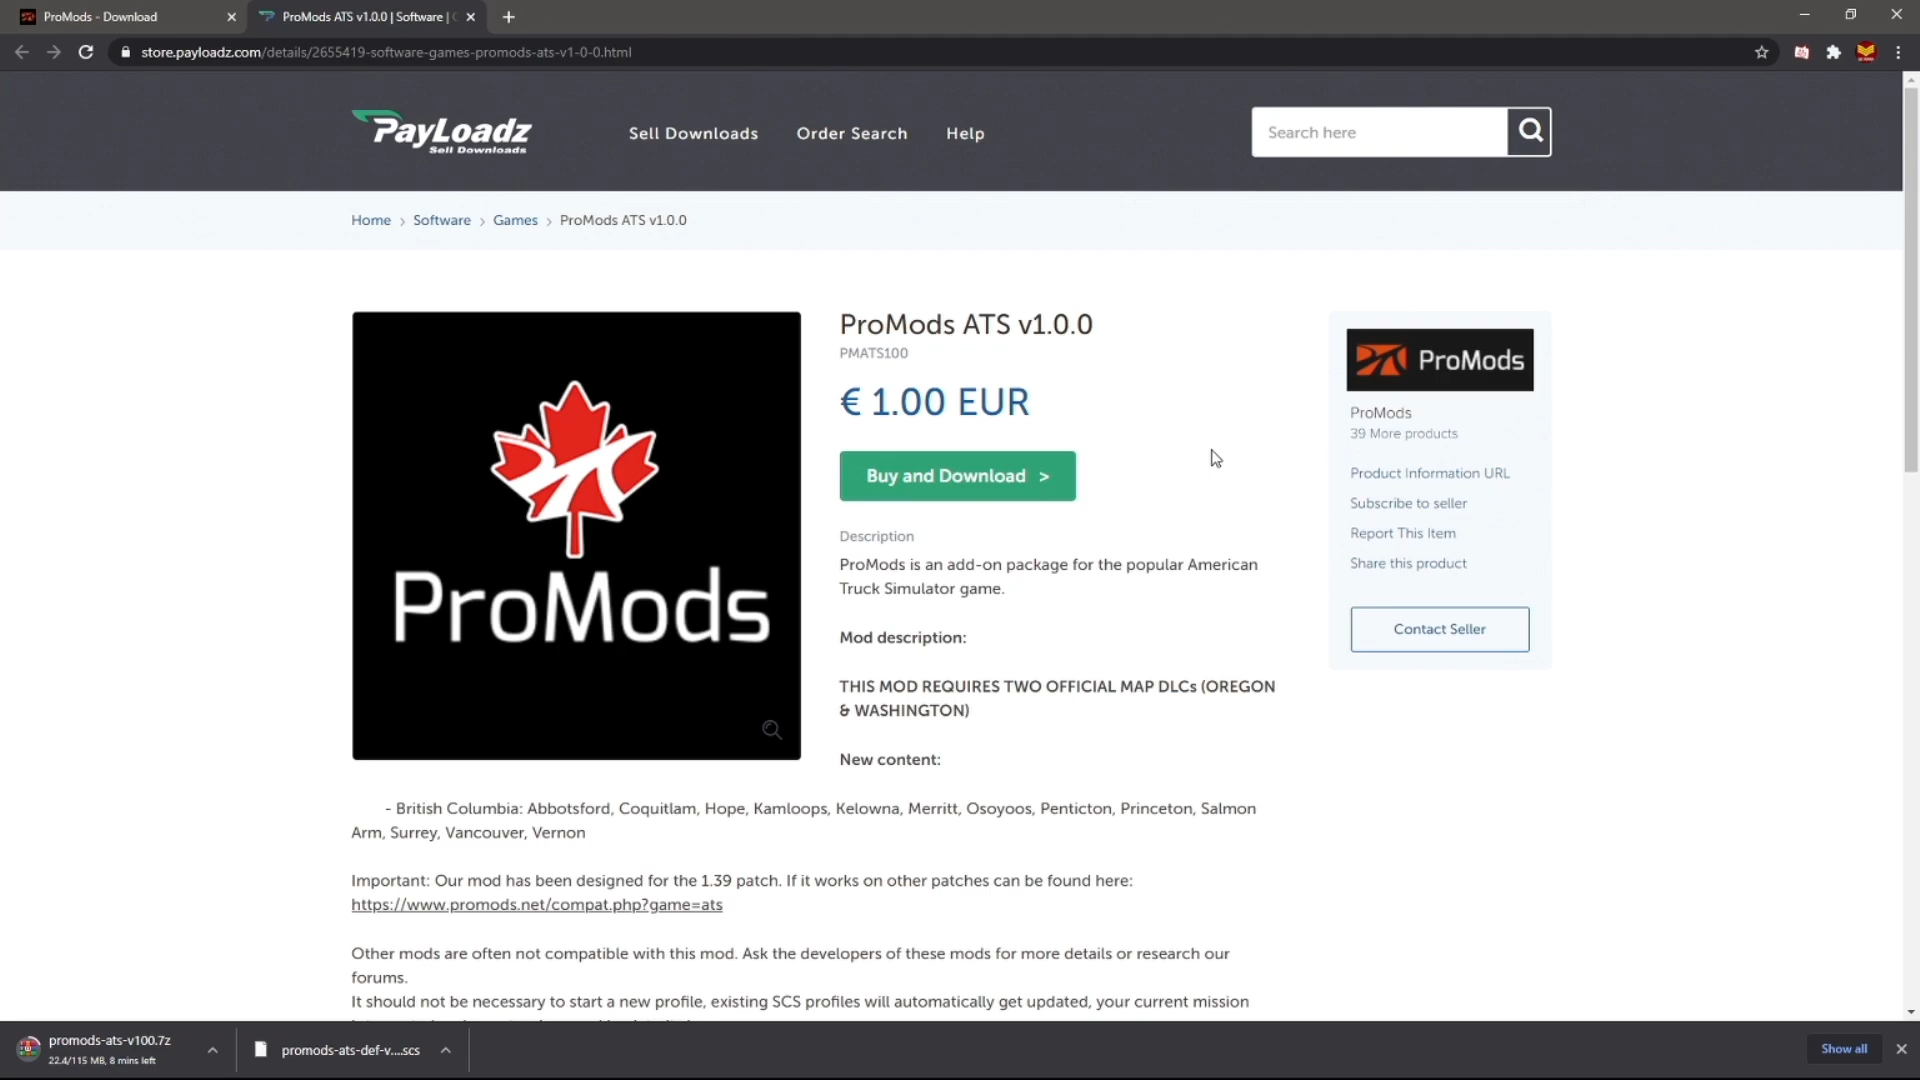 ProMods - Download
ProMods ATS v1.0.0 | Software |
store.payloadz.com/details/2655419-software-games-promods-ats-v1-0-0.html
PayLoadz
Sell Downloads
Sell Downloads
Order Search
Help
Search here
Home > Software > Games > ProMods ATS v1.0.0
ProMods
ProMods ATS v1.0.0
PMATS100
€ 1.00 EUR
Buy and Download >
Description
ProMods is an add-on package for the popular American
Truck Simulator game.
Mod description:
THIS MOD REQUIRES TWO OFFICIAL MAP DLCs (OREGON
& WASHINGTON)
New content:
- British Columbia: Abbotsford, Coquitlam, Hope, Kamloops, Kelowna, Merritt, Osoyoos, Penticton, Princeton, Salmon
Arm, Surrey, Vancouver, Vernon
Important: Our mod has been designed for the 1.39 patch. If it works on other patches can be found here:
https://www.promods.net/compat.php?game=ats
Other mods are often not compatible with this mod. Ask the developers of these mods for more details or research our
forums.
It should not be necessary to start a new profile, existing SCS profiles will automatically get updated, your current mission
ProMods
ProMods
39 More products
Product Information URL
Subscribe to seller
Report This Item
Share this product
Contact Seller
promods-ats-v100.7z
22.4/115 MB, 8 mins left
promods-ats-def-v....scs
Show all